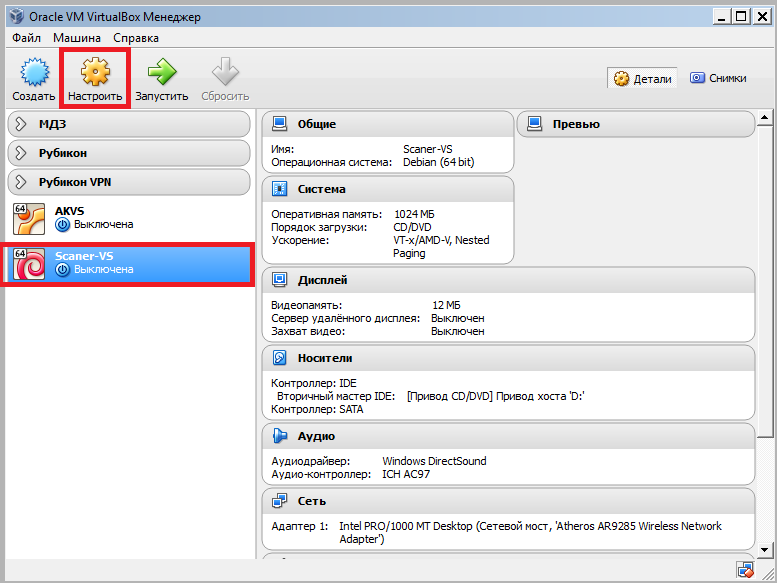 Oracle VM VirtualBox Менеджер
Файл Машина Справка
Создать Настроить Запустить Сбросить
Детали Снимки
МДЗ
Рубикон
Рубикон VPN
64 AKVS
Выключена
64 Scaner-VS
Выключена
Общие
Имя: Scaner-VS
Операционная система: Debian (64 bit)
Превью
Система
Оперативная память: 1024 МБ
Порядок загрузки: CD/DVD
Ускорение: VT-x/AMD-V, Nested
Paging
Дисплей
Видеопамять: 12 МБ
Сервер удалённого дисплея: Выключен
Захват видео: Выключен
Носители
Контроллер: IDE
Вторичный мастер IDE: [Привод CD/DVD] Привод хоста 'D:'
Контроллер: SATA
Аудио
Аудиодрайвер: Windows DirectSound
Аудио-контроллер: ICH AC97
Сеть
Адаптер 1: Intel PRO/1000 MT Desktop (Сетевой мост, 'Atheros AR9285 Wireless Network
Adapter')